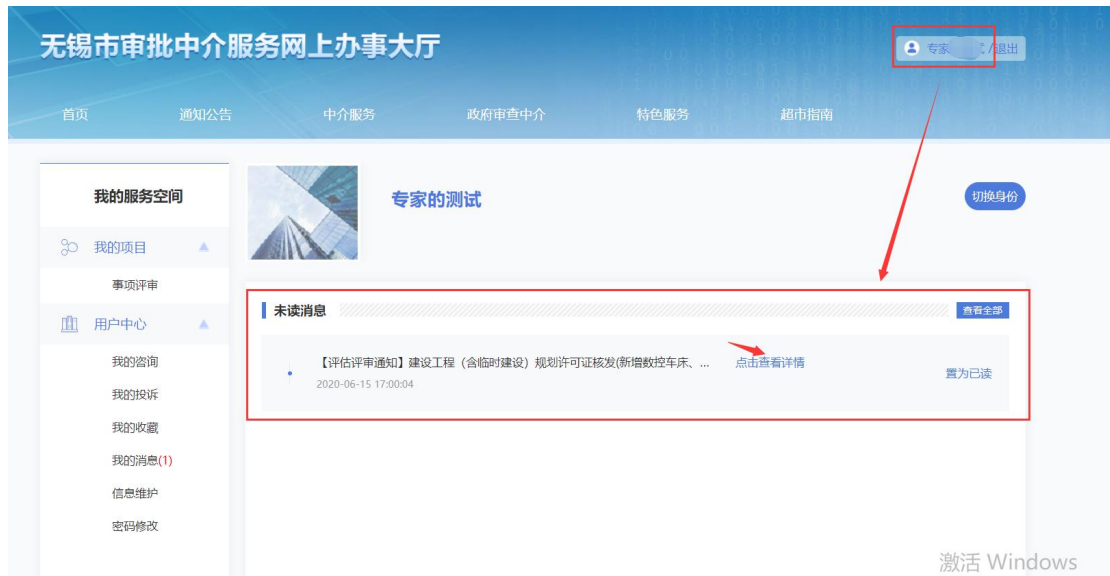 无锡市审批中介服务网上办事大厅
专家 /退出
首页 通知公告 中介服务 政府审查中介 特色服务 超市指南
我的服务空间
我的项目
事项评审
用户中心
我的咨询
我的投诉
我的收藏
我的消息(1)
信息维护
密码修改
专家的测试
切换身份
未读消息
查看全部
【评估评审通知】建设工程（含临时建设）规划许可证核发(新增数控车床、...
点击查看详情
2020-06-15 17:00:04
置为已读
激活 Windows